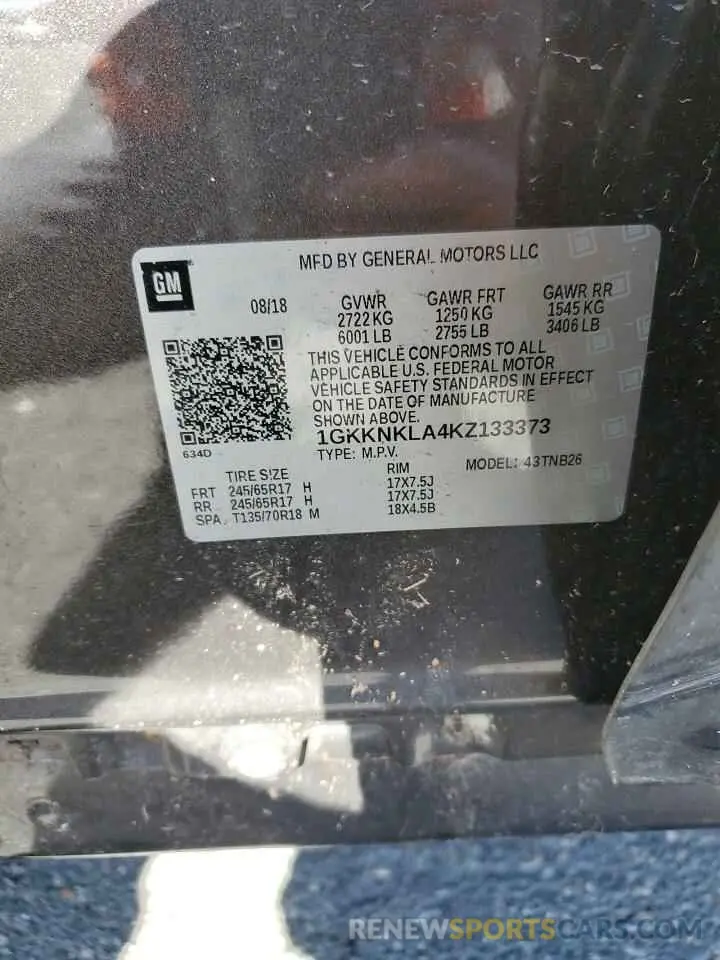 MFD BY GENERAL MOTORS LLC
GM
08/18
GVWR GAWR FRT GAWR RR
2722 KG 1250 KG 1545 KG
6001 LB 2755 LB 3406 LB
THIS VEHICLE CONFORMS TO ALL
APPLICABLE U.S. FEDERAL MOTOR
VEHICLE SAFETY STANDARDS IN EFFECT
ON THE DATE OF MANUFACTURE
SHOWN ABOVE.
1GKKNKLA4KZ133373
634D
TYPE: M.P.V. MODEL: 43TNB26
TIRE SIZE RIM
FRT 245/65R17 H 17X7.5J
RR 245/65R17 H 17X7.5J
SPA T135/70R18 M 18X4.5B
RENEWSPORTSCARS.COM